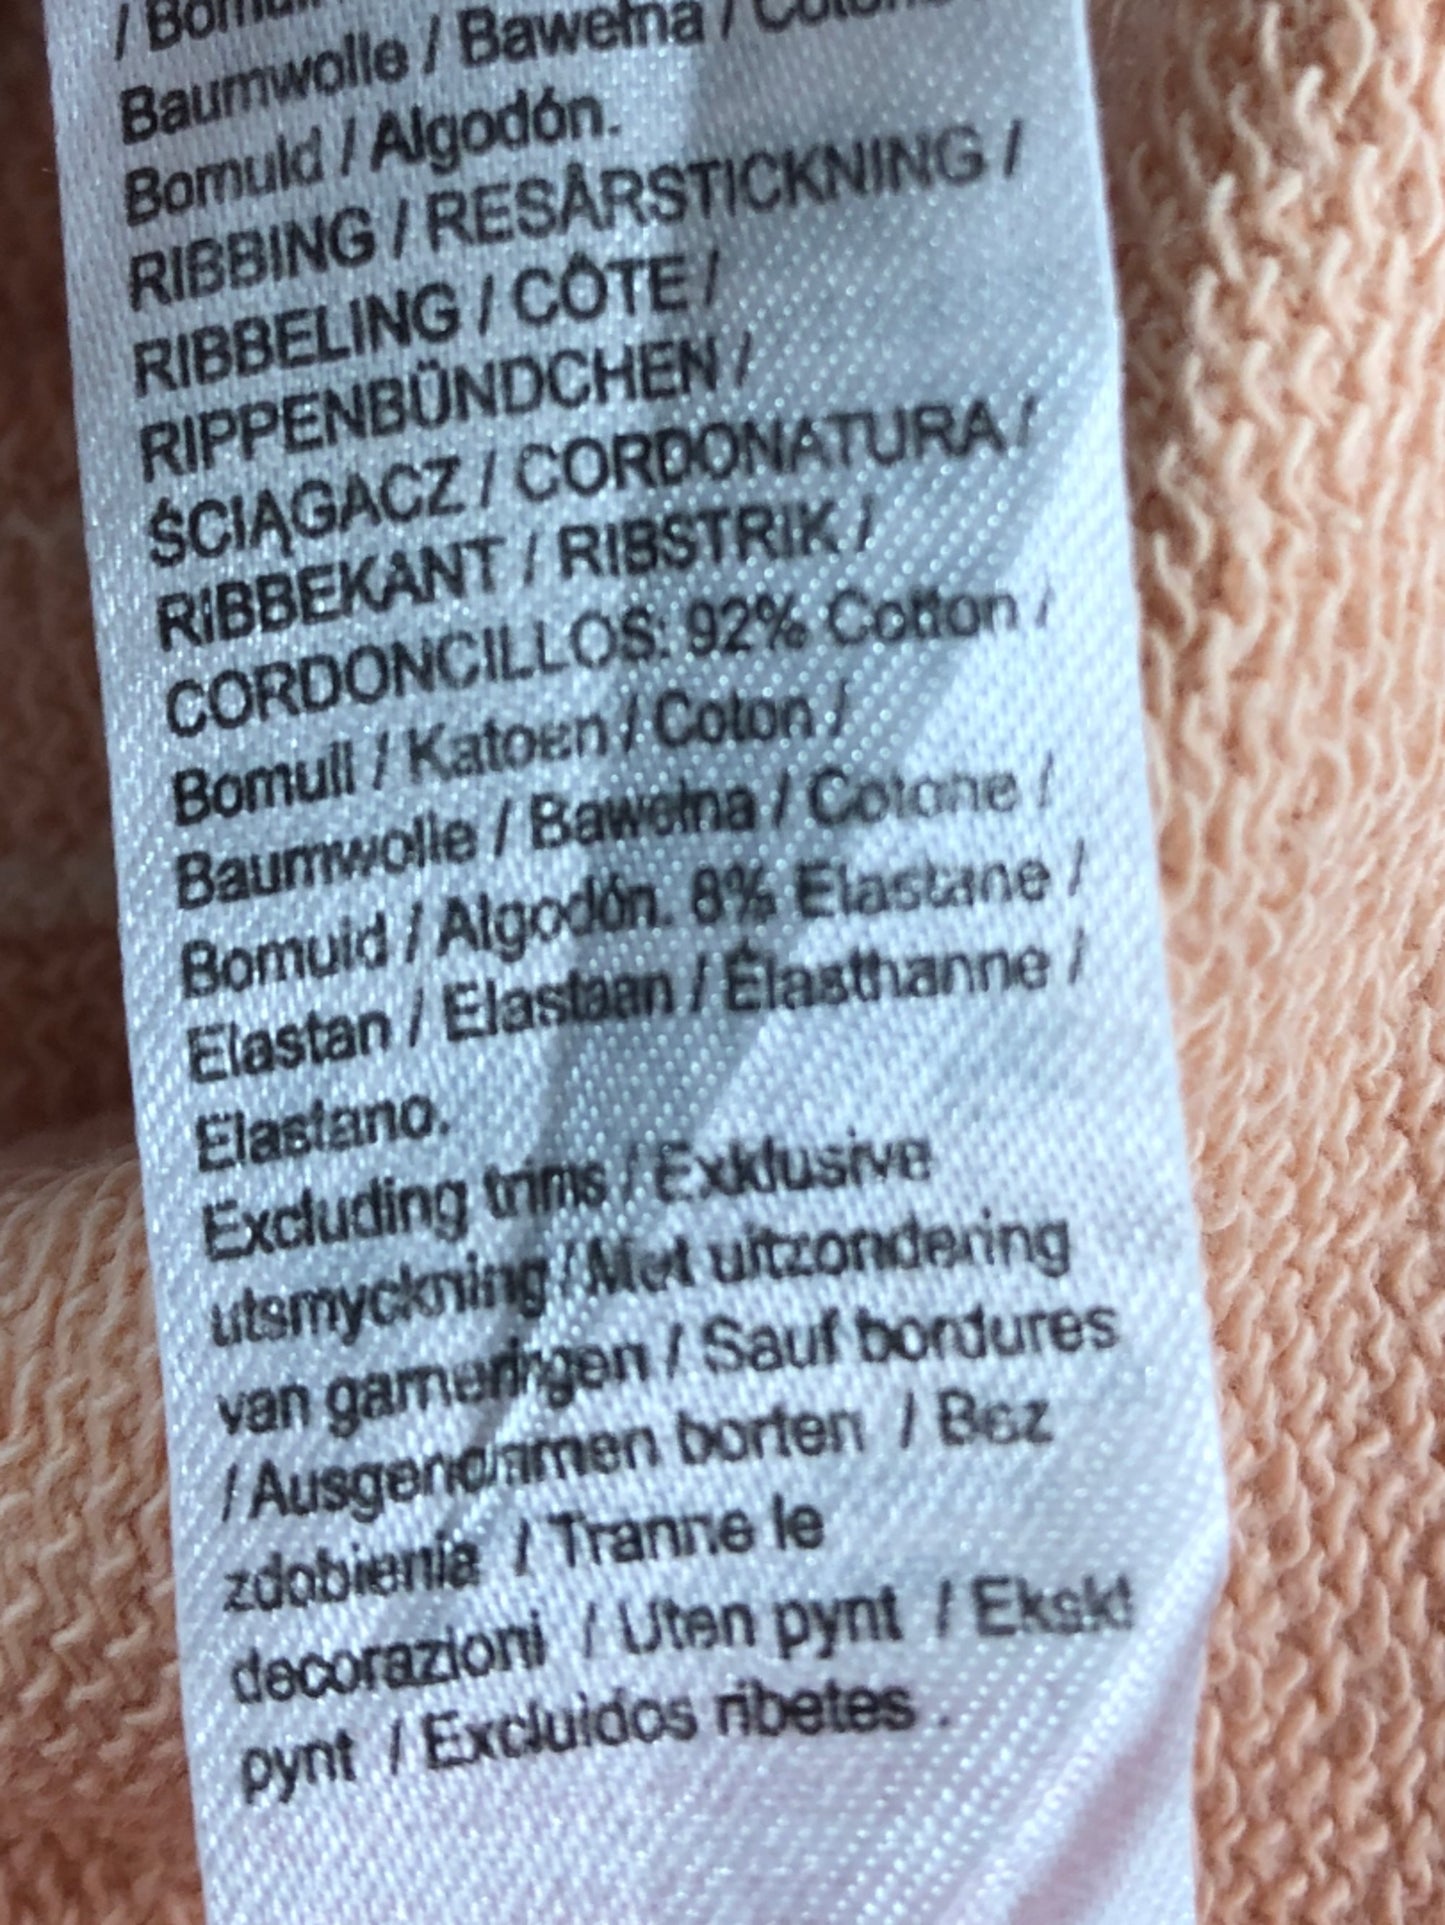 Baumwolle / Bawełna /
Bomuld / Algodón.
RIBBING / RESÅRSTICKNING /
RIBBELING / CÔTE /
RIPPENBÜNDCHEN /
ŚCIĄGACZ / CORDONATURA /
RIBBEKANT / RIBSTRIK /
CORDONCILLOS: 92% Cotton /
Bomull / Katoen / Coton /
Baumwolle / Bawełna / Cotone /
Bomuld / Algodón. 8% Elastane /
Elastan / Elastaan / Élasthanne /
Elastano.
Excluding trims / Exklusive
utsmyckning / Met uitzondering
van garneringen / Sauf bordures
/ Ausgenommen borten / Bez
zdobienia / Tranne le
decorazioni / Uten pynt / Ekskl
pynt / Excluidos ribetes .